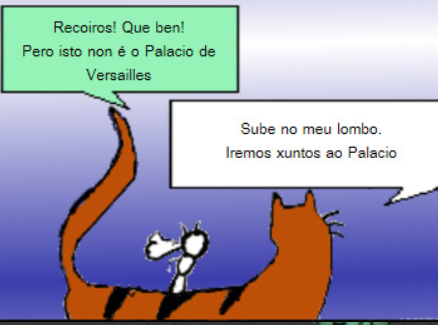 Recoiros! Que ben!
Pero isto non é o Palacio de
Versailles
Sube no meu lombo.
Iremos xuntos ao Palacio